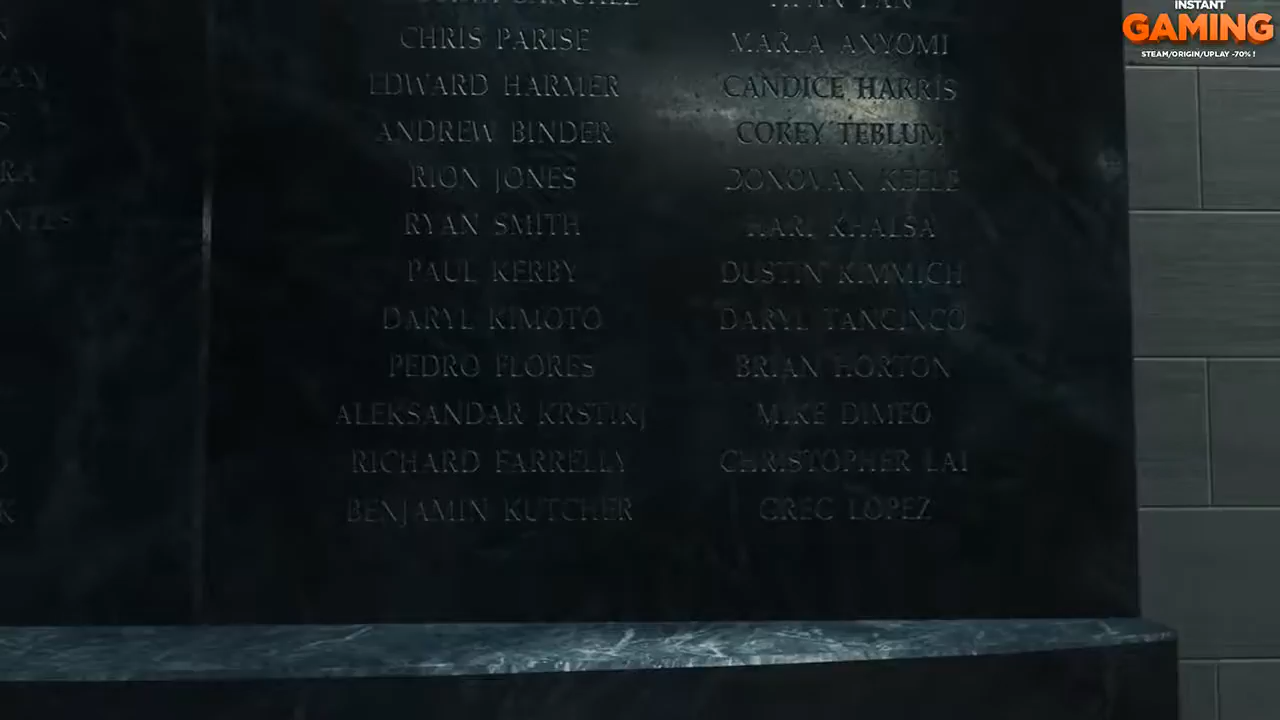 INSTANT
GAMING
STEAM/ORIGIN/UPLAY -70% !
CHRIS PARISE
EDWARD HARMER
ANDREW BINDER
RION JONES
RYAN SMITH
PAUL KERBY
DARYL KIMOTO
PEDRO FLORES
ALEKSANDAR KRSTIKJ
RICHARD FARRELLY
BENJAMIN KUTCHER
MARLA ANYOMI
CANDICE HARRIS
COREY TEBLUM
DONOVAN KEELE
HARI KHALSA
DUSTIN KIMMICH
DARYL TANCINCO
BRIAN HORTON
MIKE DIMEO
CHRISTOPHER LAI
GREG LOPEZ